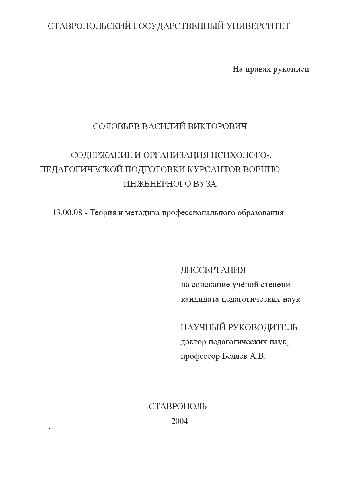 СТАВРОПОЛЬСКИЙ ГОСУДАРСТВЕННЫЙ УНИВЕРСИТЕТ
На правах рукописи
СОЛОВЬЕВ ВАСИЛИЙ ВИКТОРОВИЧ
СОДЕРЖАНИЕ И ОРГАНИЗАЦИЯ ПСИХОЛОГО-
ПЕДАГОГИЧЕСКОЙ ПОДГОТОВКИ КУРСАНТОВ ВОЕННО-
ИНЖЕНЕРНОГО ВУЗА
13.00.08 - Теория и методика профессионального образования
ДИССЕРТАЦИЯ
на соискание учёной степени
кандидата педагогических наук
НАУЧНЫЙ РУКОВОДИТЕЛЬ
доктор педагогических наук,
профессор Беляев А.В.
СТАВРОПОЛЬ
2004